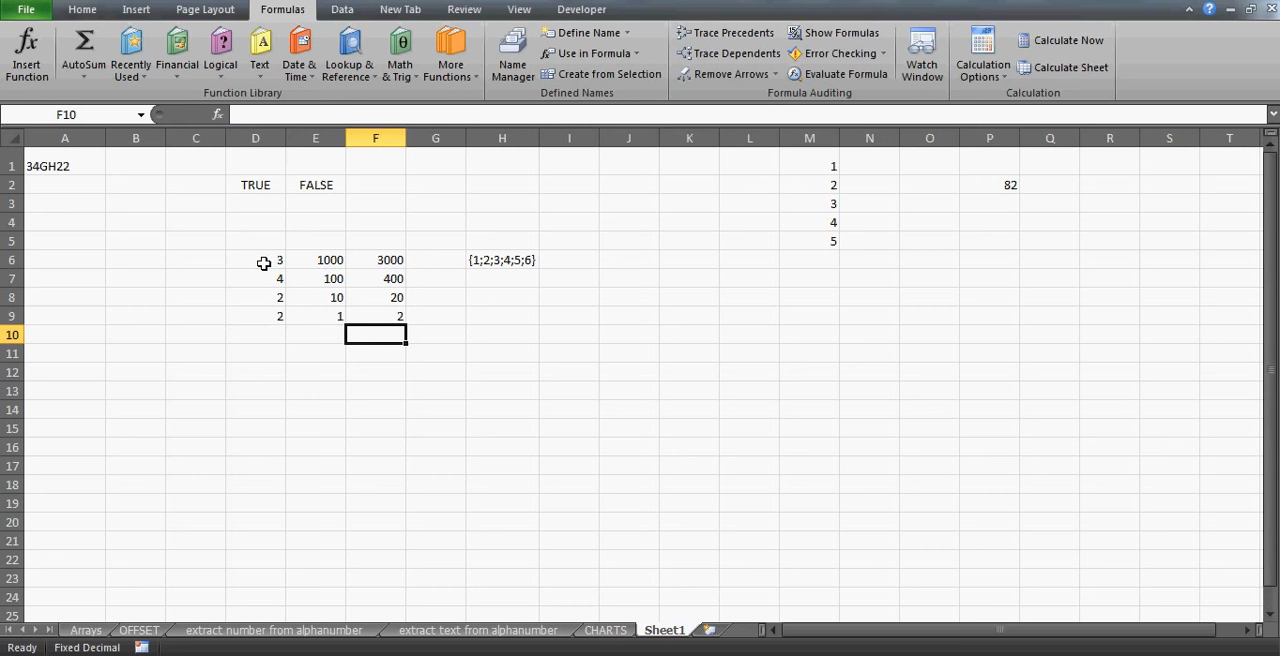 File Home Insert Page Layout Formulas Data New Tab Review View Developer
fx Insert Function
Σ AutoSum
Recently Used
Financial
Logical
Text
Date & Time
Lookup & Reference
Math & Trig
More Functions
Function Library
Name Manager
Define Name
Use in Formula
Create from Selection
Defined Names
Trace Precedents
Trace Dependents
Remove Arrows
Show Formulas
Error Checking
Evaluate Formula
Formula Auditing
Watch Window
Calculation Options
Calculate Now
Calculate Sheet
Calculation
F10 fx
A B C D E F G H I J K L M N O P Q R S T
1 34GH22 1
2 TRUE FALSE 2 82
3 3
4 4
5 5
6 3 1000 3000 {1;2;3;4;5;6}
7 4 100 400
8 2 10 20
9 2 1 2
10
11
12
13
14
15
16
17
18
19
20
21
22
23
24
25
Arrays OFFSET extract number from alphanumber extract text from alphanumber CHARTS Sheet1
Ready Fixed Decimal